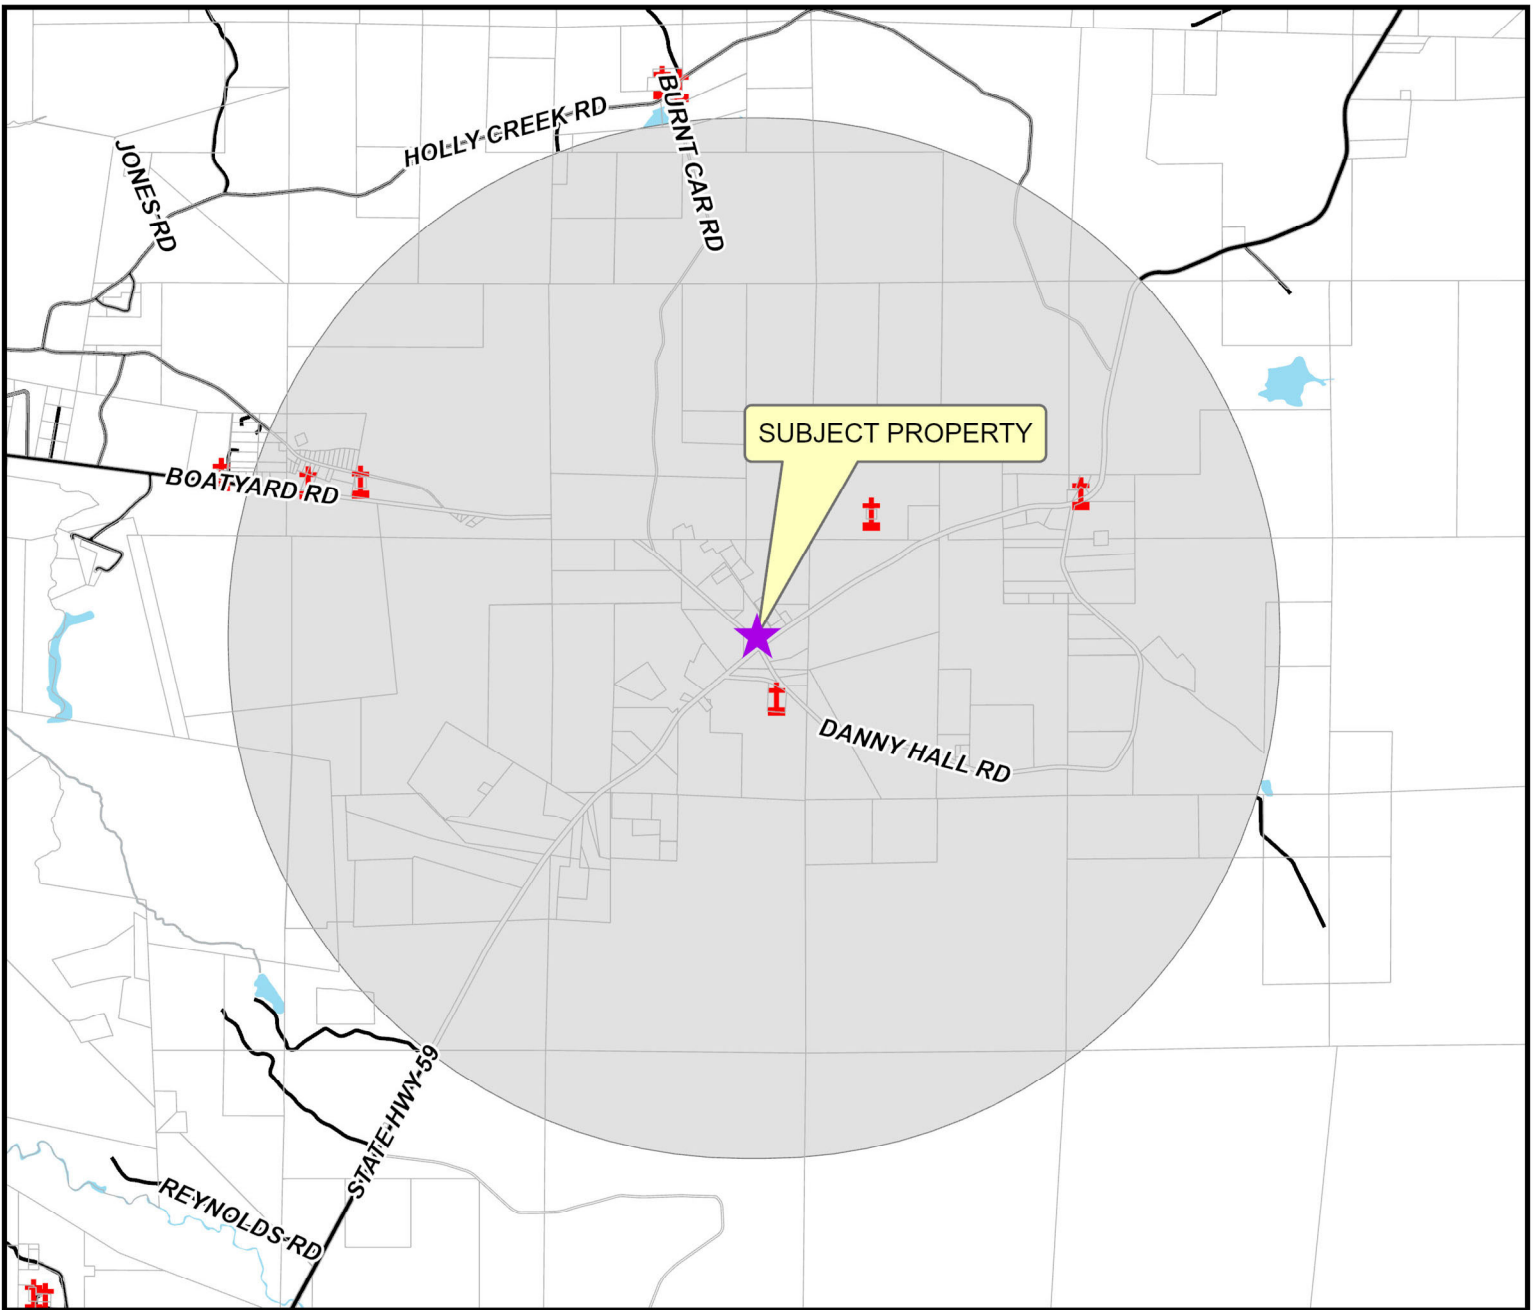 BURNT CAR RD
HOLLY CREEK RD
JONES RD
SUBJECT PROPERTY
BOATYARD RD
DANNY HALL RD
STATE HWY 59
REYNOLDS RD